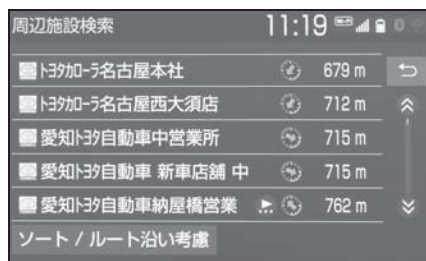 周辺施設検索 11:19
ﾄﾖﾀｶﾛｰﾗ名古屋本社 679 m
ﾄﾖﾀｶﾛｰﾗ名古屋西大須店 712 m
愛知ﾄﾖﾀ自動車中営業所 715 m
愛知ﾄﾖﾀ自動車 新車店舗 中 715 m
愛知ﾄﾖﾀ自動車納屋橋営業 762 m
ソート / ルート沿い考慮